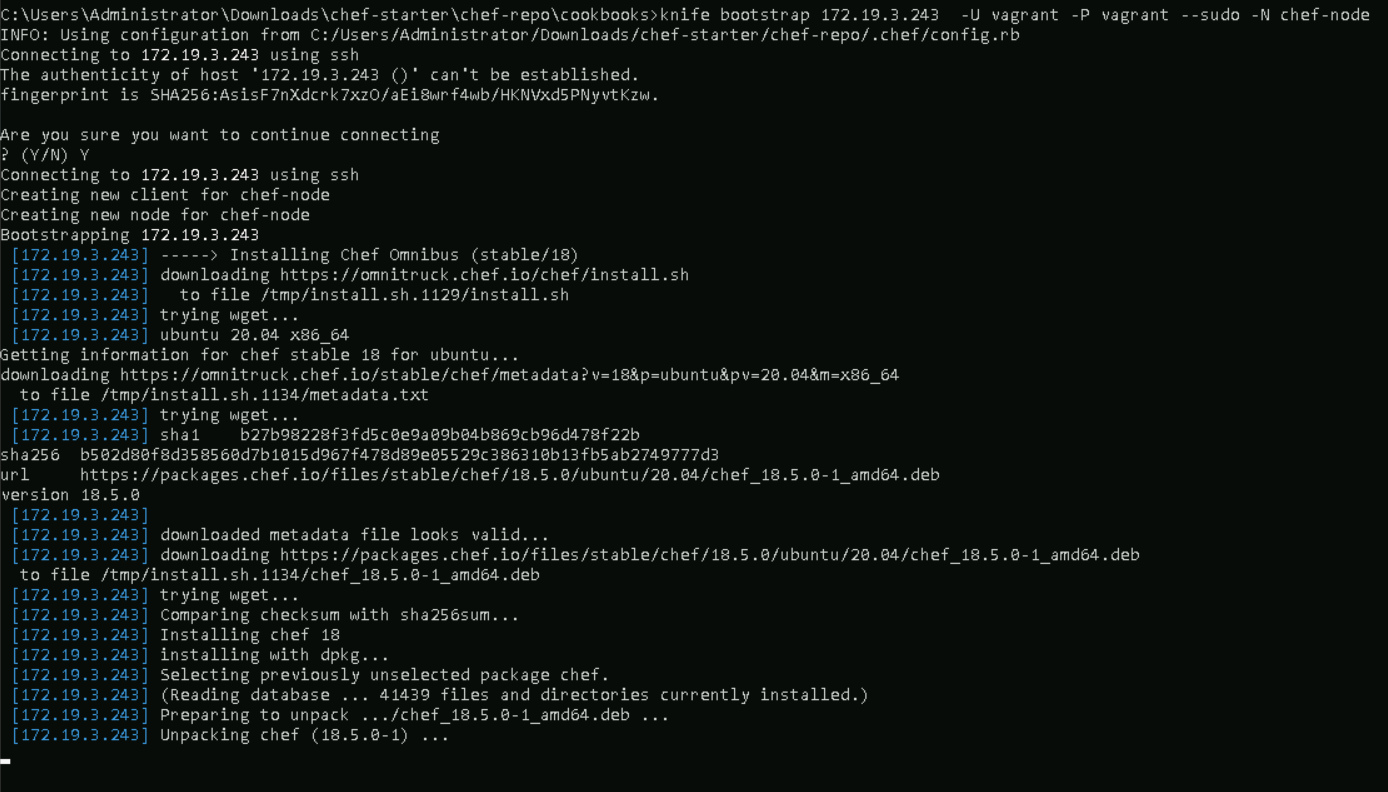 C:\Users\Administrator\Downloads\chef-starter\chef-repo\cookbooks>knife bootstrap 172.19.3.243  -U vagrant -P vagrant --sudo -N chef-node
INFO: Using configuration from C:/Users/Administrator/Downloads/chef-starter/chef-repo/.chef/config.rb
Connecting to 172.19.3.243 using ssh
The authenticity of host '172.19.3.243 ()' can't be established.
fingerprint is SHA256:AsisF7nXdcrk7xzO/aEi8wrf4wb/HKNVxd5PNyvtKzw.
Are you sure you want to continue connecting
? (Y/N) Y
Connecting to 172.19.3.243 using ssh
Creating new client for chef-node
Creating new node for chef-node
Bootstrapping 172.19.3.243
 [172.19.3.243] -----> Installing Chef Omnibus (stable/18)
 [172.19.3.243] downloading https://omnitruck.chef.io/chef/install.sh
 [172.19.3.243]   to file /tmp/install.sh.1129/install.sh
 [172.19.3.243] trying wget...
 [172.19.3.243] ubuntu 20.04 x86_64
Getting information for chef stable 18 for ubuntu...
downloading https://omnitruck.chef.io/stable/chef/metadata?v=18&p=ubuntu&pv=20.04&m=x86_64
  to file /tmp/install.sh.1134/metadata.txt
 [172.19.3.243] trying wget...
 [172.19.3.243] sha1    b27b98228f3fd5c0e9a09b04b869cb96d478f22b
sha256  b502d80f8d358560d7b1015d967f478d89e05529c386310b13fb5ab2749777d3
url     https://packages.chef.io/files/stable/chef/18.5.0/ubuntu/20.04/chef_18.5.0-1_amd64.deb
version 18.5.0
 [172.19.3.243]
 [172.19.3.243] downloaded metadata file looks valid...
 [172.19.3.243] downloading https://packages.chef.io/files/stable/chef/18.5.0/ubuntu/20.04/chef_18.5.0-1_amd64.deb
  to file /tmp/install.sh.1134/chef_18.5.0-1_amd64.deb
 [172.19.3.243] trying wget...
 [172.19.3.243] Comparing checksum with sha256sum...
 [172.19.3.243] Installing chef 18
 [172.19.3.243] installing with dpkg...
 [172.19.3.243] Selecting previously unselected package chef.
 [172.19.3.243] (Reading database ... 41439 files and directories currently installed.)
 [172.19.3.243] Preparing to unpack .../chef_18.5.0-1_amd64.deb ...
 [172.19.3.243] Unpacking chef (18.5.0-1) ...